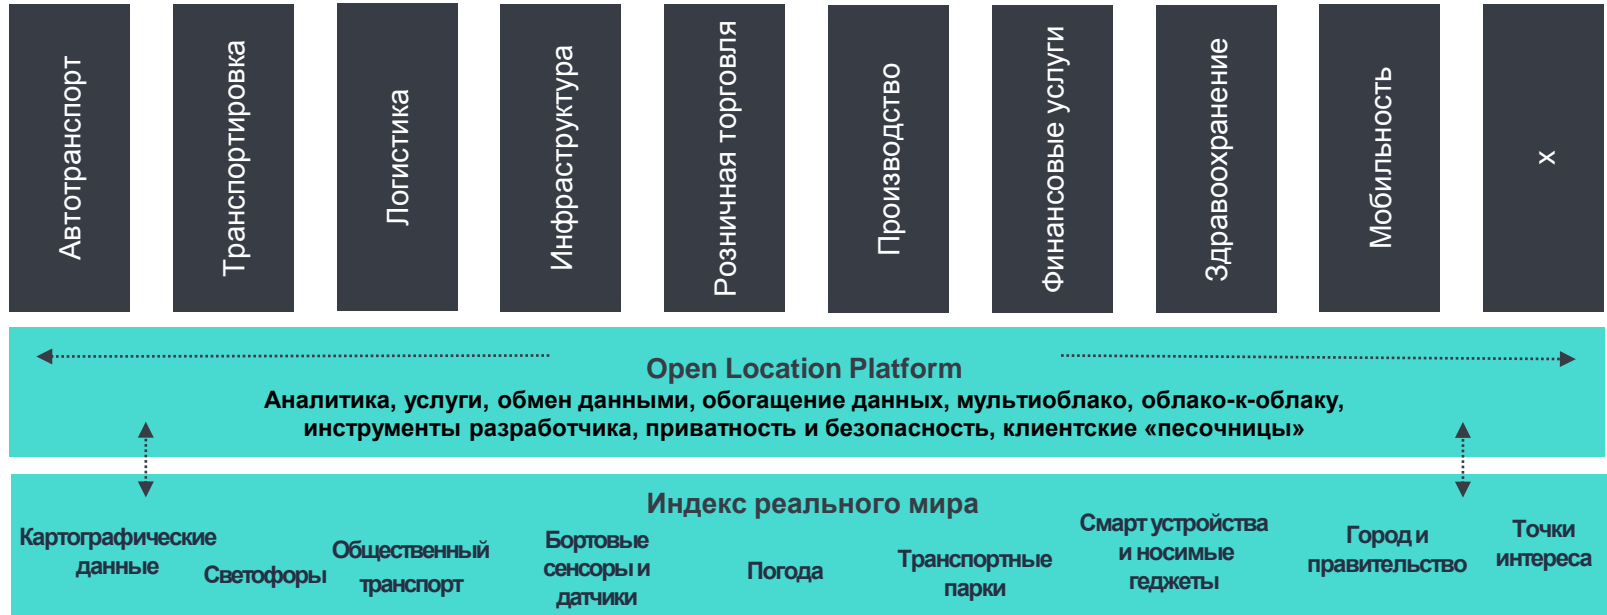 Автотранспорт
Транспортировка
Логистика
Инфраструктура
Розничная торговля
Производство
Финансовые услуги
Здравоохранение
Мобильность
х
Open Location Platform
Аналитика, услуги, обмен данными, обогащение данных, мультиоблако, облако-к-облаку,
инструменты разработчика, приватность и безопасность, клиентские «песочницы»
Индекс реального мира
Картографические
данные
Светофоры
Общественный
транспорт
Бортовые
сенсоры и
датчики
Погода
Транспортные
парки
Смарт устройства
и носимые
геджеты
Город и
правительство
Точки
интереса